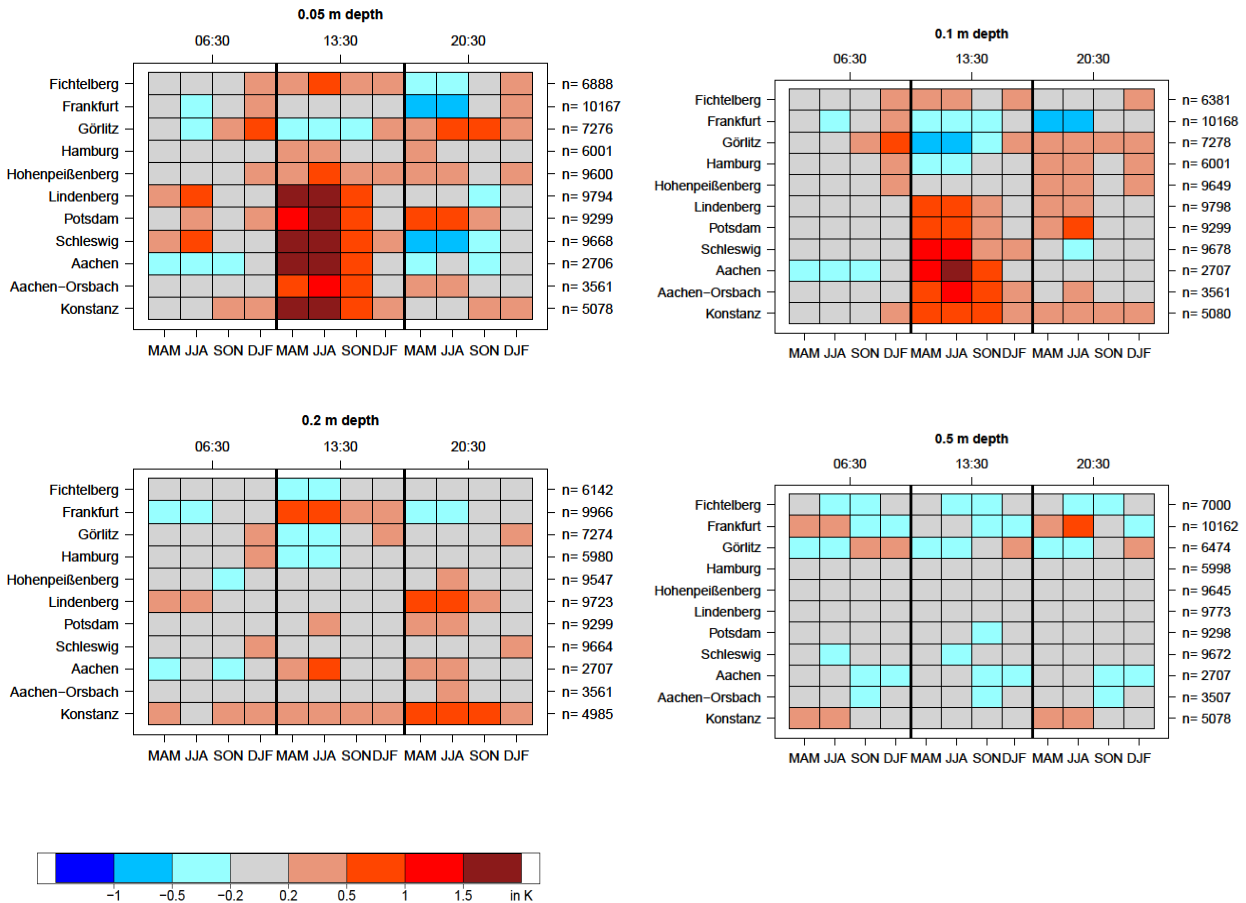 0.05 m depth
06:30 13:30 20:30
Fichtelberg n= 6888
Frankfurt n= 10167
Görlitz n= 7276
Hamburg n= 6001
Hohenpeißenberg n= 9600
Lindenberg n= 9794
Potsdam n= 9299
Schleswig n= 9668
Aachen n= 2706
Aachen−Orsbach n= 3561
Konstanz n= 5078
MAM JJA SON DJF MAM JJA SON DJF MAM JJA SON DJF
0.1 m depth
06:30 13:30 20:30
Fichtelberg n= 6381
Frankfurt n= 10168
Görlitz n= 7278
Hamburg n= 6001
Hohenpeißenberg n= 9649
Lindenberg n= 9798
Potsdam n= 9299
Schleswig n= 9678
Aachen n= 2707
Aachen−Orsbach n= 3561
Konstanz n= 5080
MAM JJA SON DJF MAM JJA SON DJF MAM JJA SON DJF
0.2 m depth
06:30 13:30 20:30
Fichtelberg n= 6142
Frankfurt n= 9966
Görlitz n= 7274
Hamburg n= 5980
Hohenpeißenberg n= 9547
Lindenberg n= 9723
Potsdam n= 9299
Schleswig n= 9664
Aachen n= 2707
Aachen−Orsbach n= 3561
Konstanz n= 4985
MAM JJA SON DJF MAM JJA SON DJF MAM JJA SON DJF
0.5 m depth
06:30 13:30 20:30
Fichtelberg n= 7000
Frankfurt n= 10162
Görlitz n= 6474
Hamburg n= 5998
Hohenpeißenberg n= 9645
Lindenberg n= 9773
Potsdam n= 9298
Schleswig n= 9672
Aachen n= 2707
Aachen−Orsbach n= 3507
Konstanz n= 5078
MAM JJA SON DJF MAM JJA SON DJF MAM JJA SON DJF
−1 −0.5 −0.2 0.2 0.5 1 1.5 in K